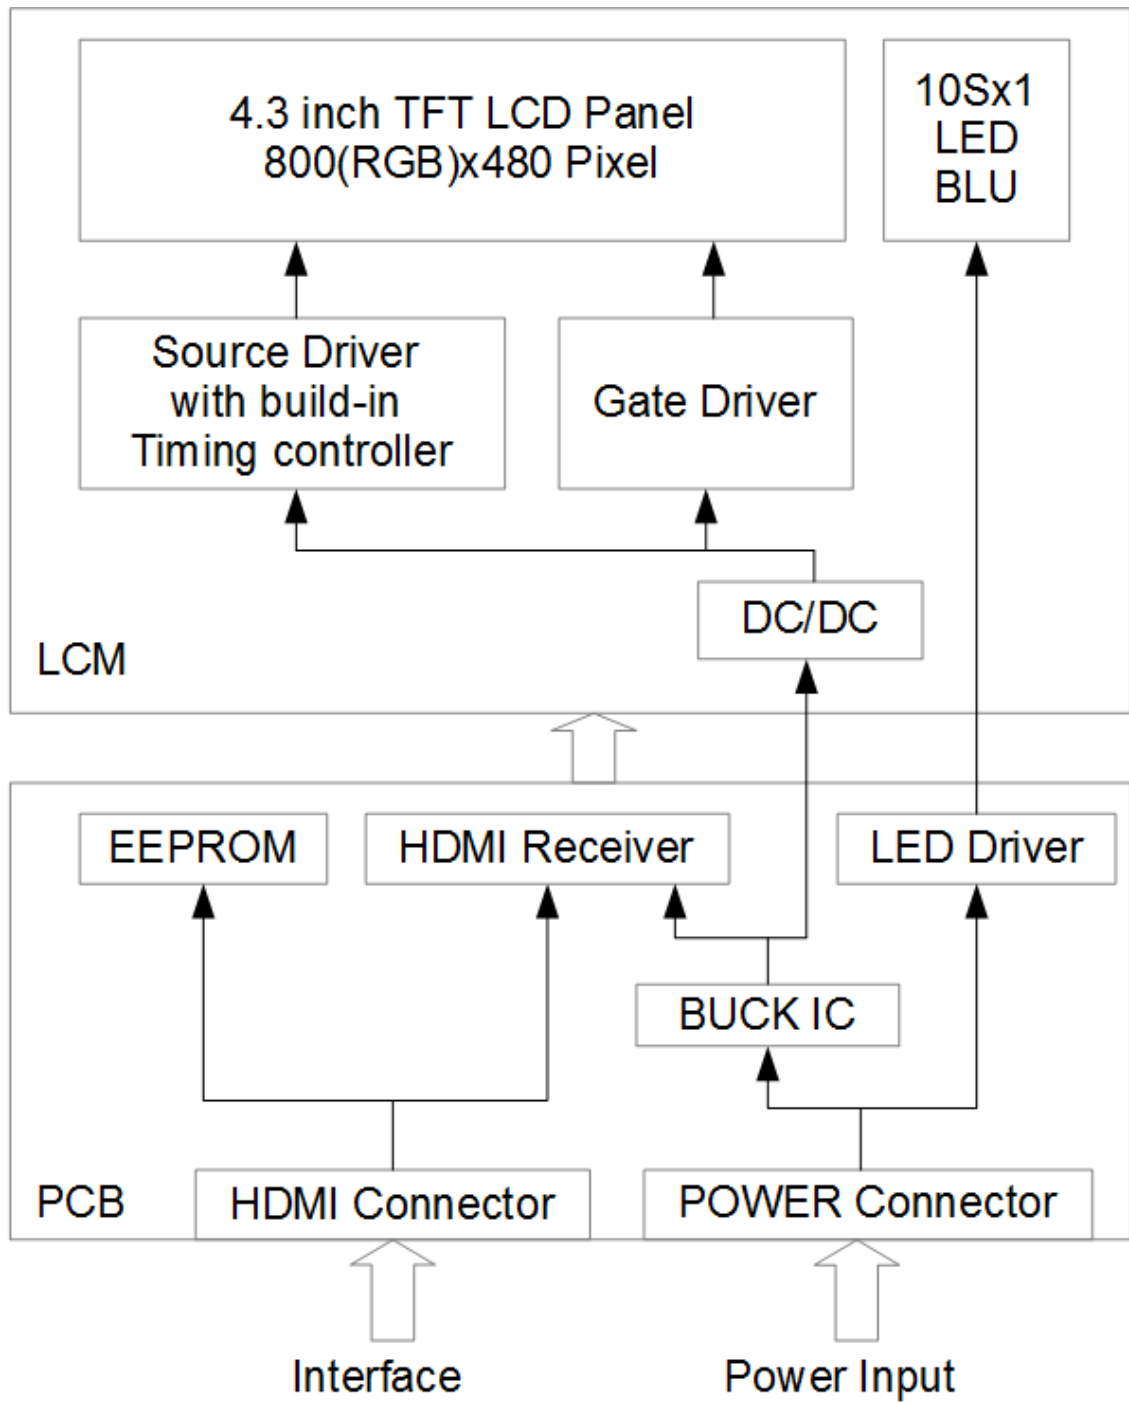 4.3 inch TFT LCD Panel
800(RGB)x480 Pixel
10Sx1
LED
BLU
Source Driver
with build-in
Timing controller
Gate Driver
DC/DC
LCM
EEPROM
HDMI Receiver
LED Driver
BUCK IC
PCB
HDMI Connector
POWER Connector
Interface
Power Input